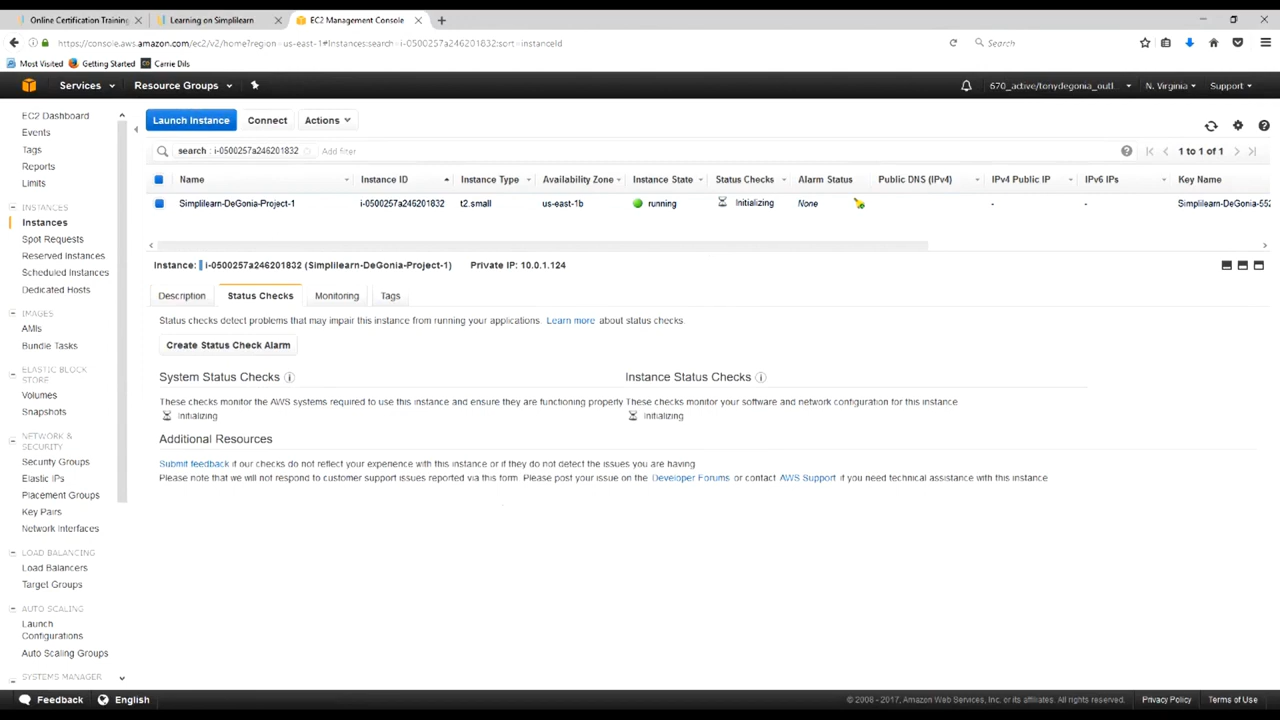 Online Certification Training
Learning on Simplilearn
EC2 Management Console
https://console.aws.amazon.com/ec2/v2/home?region=us-east-1#Instances:search=i-0500257a246201832;sort=instanceId
Search
Most Visited
Getting Started
Carrie Dils
Services
Resource Groups
670_active/tonydegonia_outl...
N. Virginia
Support
EC2 Dashboard
Events
Tags
Reports
Limits
INSTANCES
Instances
Spot Requests
Reserved Instances
Scheduled Instances
Dedicated Hosts
IMAGES
AMIs
Bundle Tasks
ELASTIC BLOCK
STORE
Volumes
Snapshots
NETWORK &
SECURITY
Security Groups
Elastic IPs
Placement Groups
Key Pairs
Network Interfaces
LOAD BALANCING
Load Balancers
Target Groups
AUTO SCALING
Launch
Configurations
Auto Scaling Groups
SYSTEMS MANAGER
Launch Instance
Connect
Actions
search : i-0500257a246201832
Add filter
1 to 1 of 1
Name
Instance ID
Instance Type
Availability Zone
Instance State
Status Checks
Alarm Status
Public DNS (IPv4)
IPv4 Public IP
IPv6 IPs
Key Name
Simplilearn-DeGonia-Project-1
i-0500257a246201832
t2.small
us-east-1b
running
Initializing
None
-
-
Simplilearn-DeGonia-552
Instance: i-0500257a246201832 (Simplilearn-DeGonia-Project-1) Private IP: 10.0.1.124
Description
Status Checks
Monitoring
Tags
Status checks detect problems that may impair this instance from running your applications. Learn more about status checks
Create Status Check Alarm
System Status Checks
These checks monitor the AWS systems required to use this instance and ensure they are functioning properly
Initializing
Instance Status Checks
These checks monitor your software and network configuration for this instance
Initializing
Additional Resources
Submit feedback if our checks do not reflect your experience with this instance or if they do not detect the issues you are having
Please note that we will not respond to customer support issues reported via this form. Please post your issue on the Developer Forums or contact AWS Support if you need technical assistance with this instance
Feedback
English
© 2008 - 2017, Amazon Web Services, Inc. or its affiliates. All rights reserved.
Privacy Policy
Terms of Use